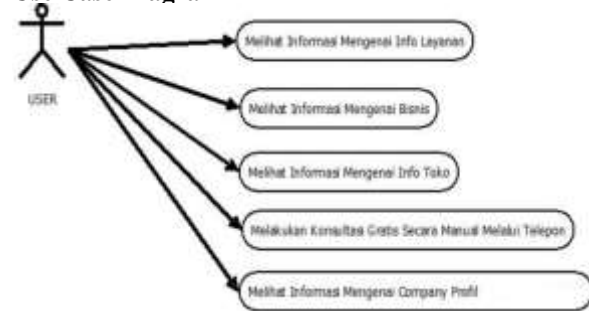 USER
Melihat Informasi Mengenai Info Layanan
Melihat Informasi Mengenai Bisnis
Melihat Informasi Mengenai Info Toko
Melakukan Konsultasi Gratis Secara Manual Melalui Telepon
Melihat Informasi Mengenai Company Profil